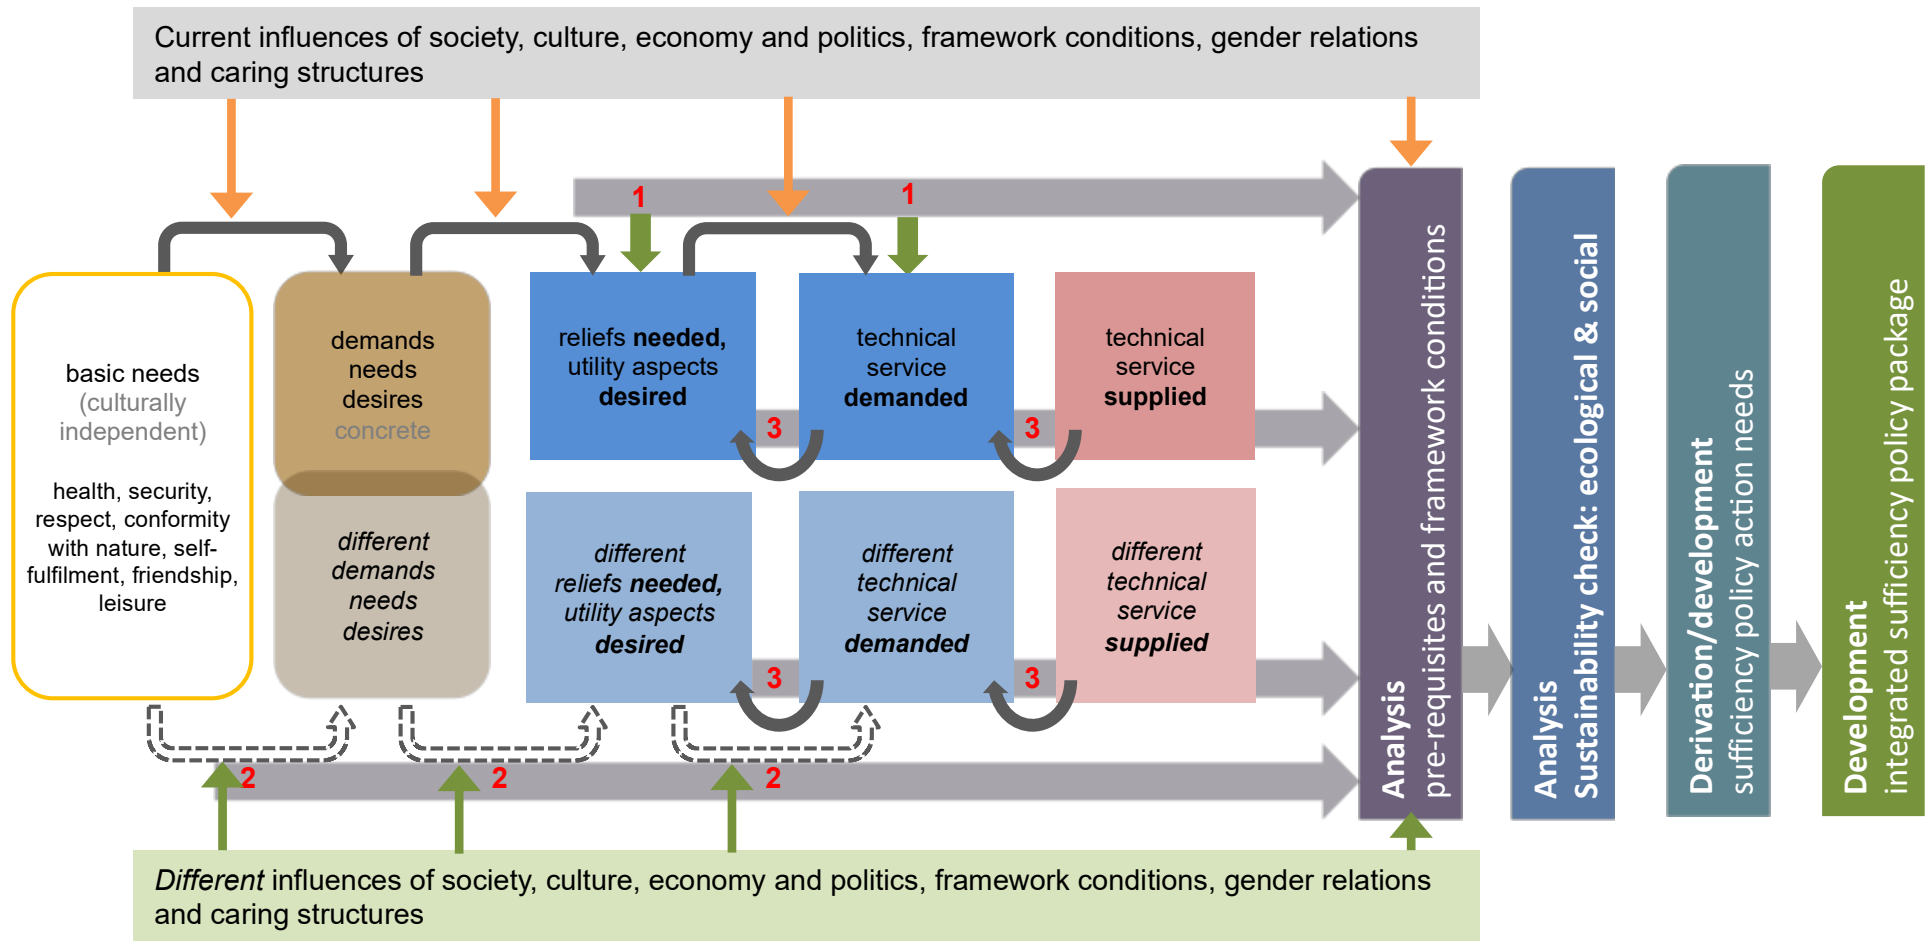 Current influences of society, culture, economy and politics, framework conditions, gender relations
and caring structures
1
1
basic needs
(culturally
independent)
health, security,
respect, conformity
with nature, self-
fulfilment, friendship,
leisure
demands
needs
desires
concrete
reliefs needed,
utility aspects
desired
technical
service
demanded
technical
service
supplied
3
3
different
demands
needs
desires
different
reliefs needed,
utility aspects
desired
different
technical
service
demanded
different
technical
service
supplied
3
3
2
2
2
Analysis
pre-requisites and framework conditions
Analysis
Sustainability check: ecological & social
Derivation/development
sufficiency policy action needs
Development
integrated sufficiency policy package
Different influences of society, culture, economy and politics, framework conditions, gender relations
and caring structures